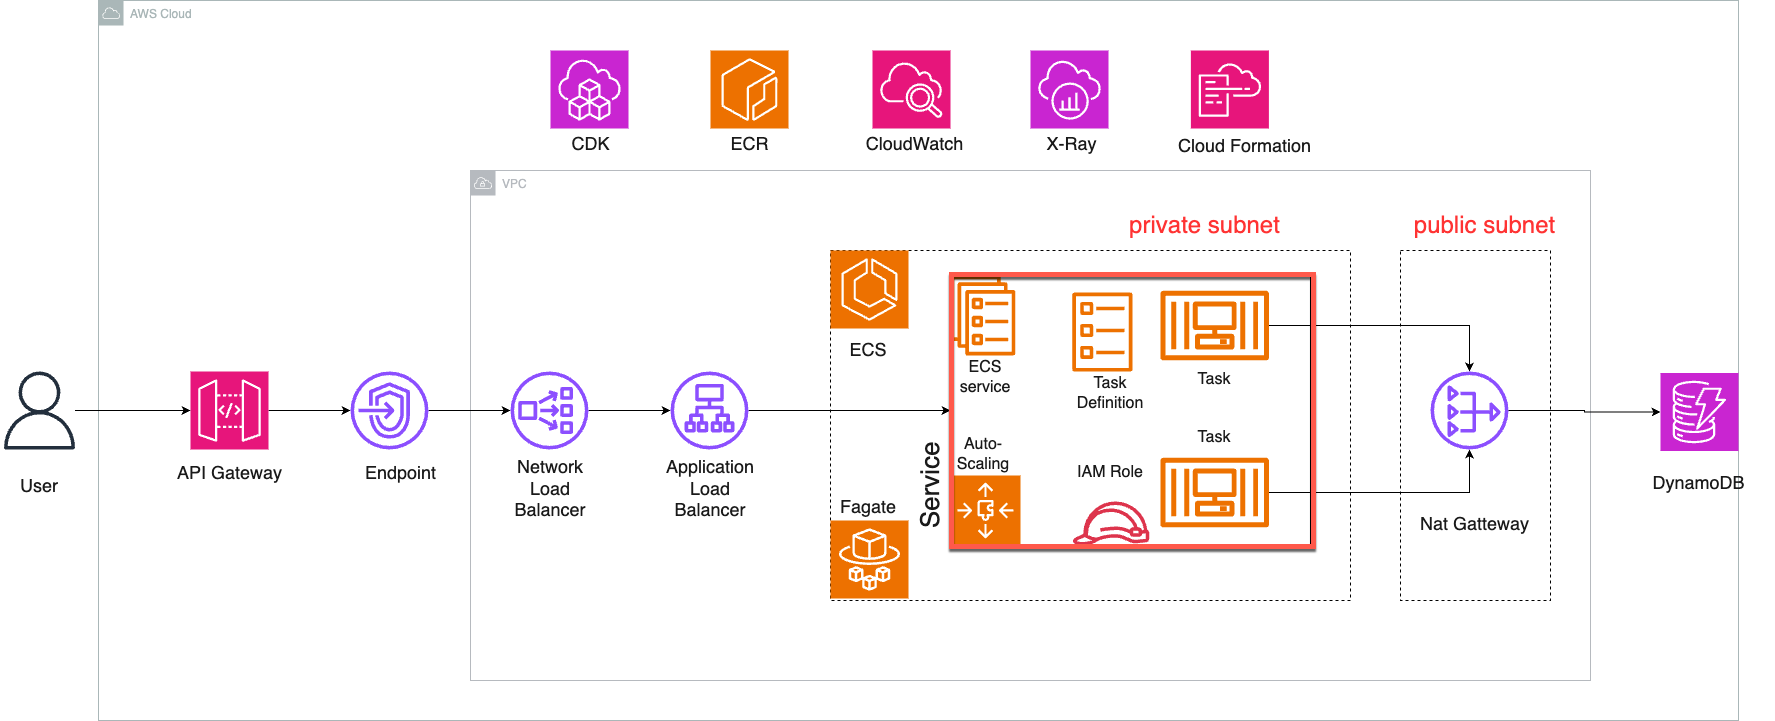 AWS Cloud
CDK
ECR
CloudWatch
X-Ray
Cloud Formation
VPC
private subnet
public subnet
ECS
ECS
service
Task
Definition
Task
User
API Gateway
Endpoint
Network
Load
Balancer
Application
Load
Balancer
Service
Auto-
Scaling
IAM Role
Task
Fagate
Nat Gatteway
DynamoDB